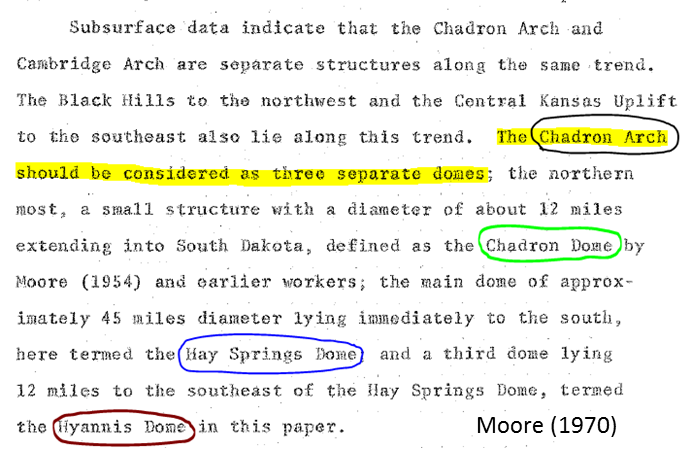 Subsurface data indicate that the Chadron Arch and
Cambridge Arch are separate structures along the same trend.
The Black Hills to the northwest and the Central Kansas Uplift
to the southeast also lie along this trend. The Chadron Arch
should be considered as three separate domes; the northern
most, a small structure with a diameter of about 12 miles
extending into South Dakota, defined as the Chadron Dome by
Moore (1954) and earlier workers; the main dome of approx-
imately 45 miles diameter lying immediately to the south,
here termed the Hay Springs Dome and a third dome lying
12 miles to the southeast of the Hay Springs Dome, termed
the Hyannis Dome in this paper.
Moore (1970)